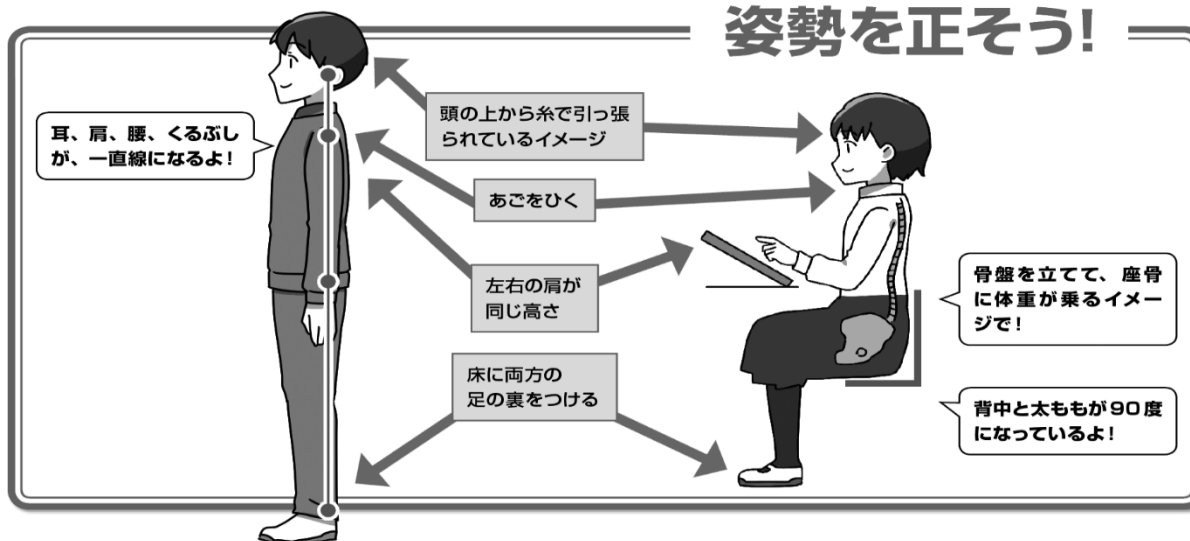 姿勢を正そう!
耳、肩、腰、くるぶし
が、一直線になるよ!
頭の上から糸で引っ張
られているイメージ
あごをひく
左右の肩が
同じ高さ
床に両方の
足の裏をつける
骨盤を立てて、座骨
に体重が乗るイメー
ジで!
背中と太ももが90度
になっているよ!